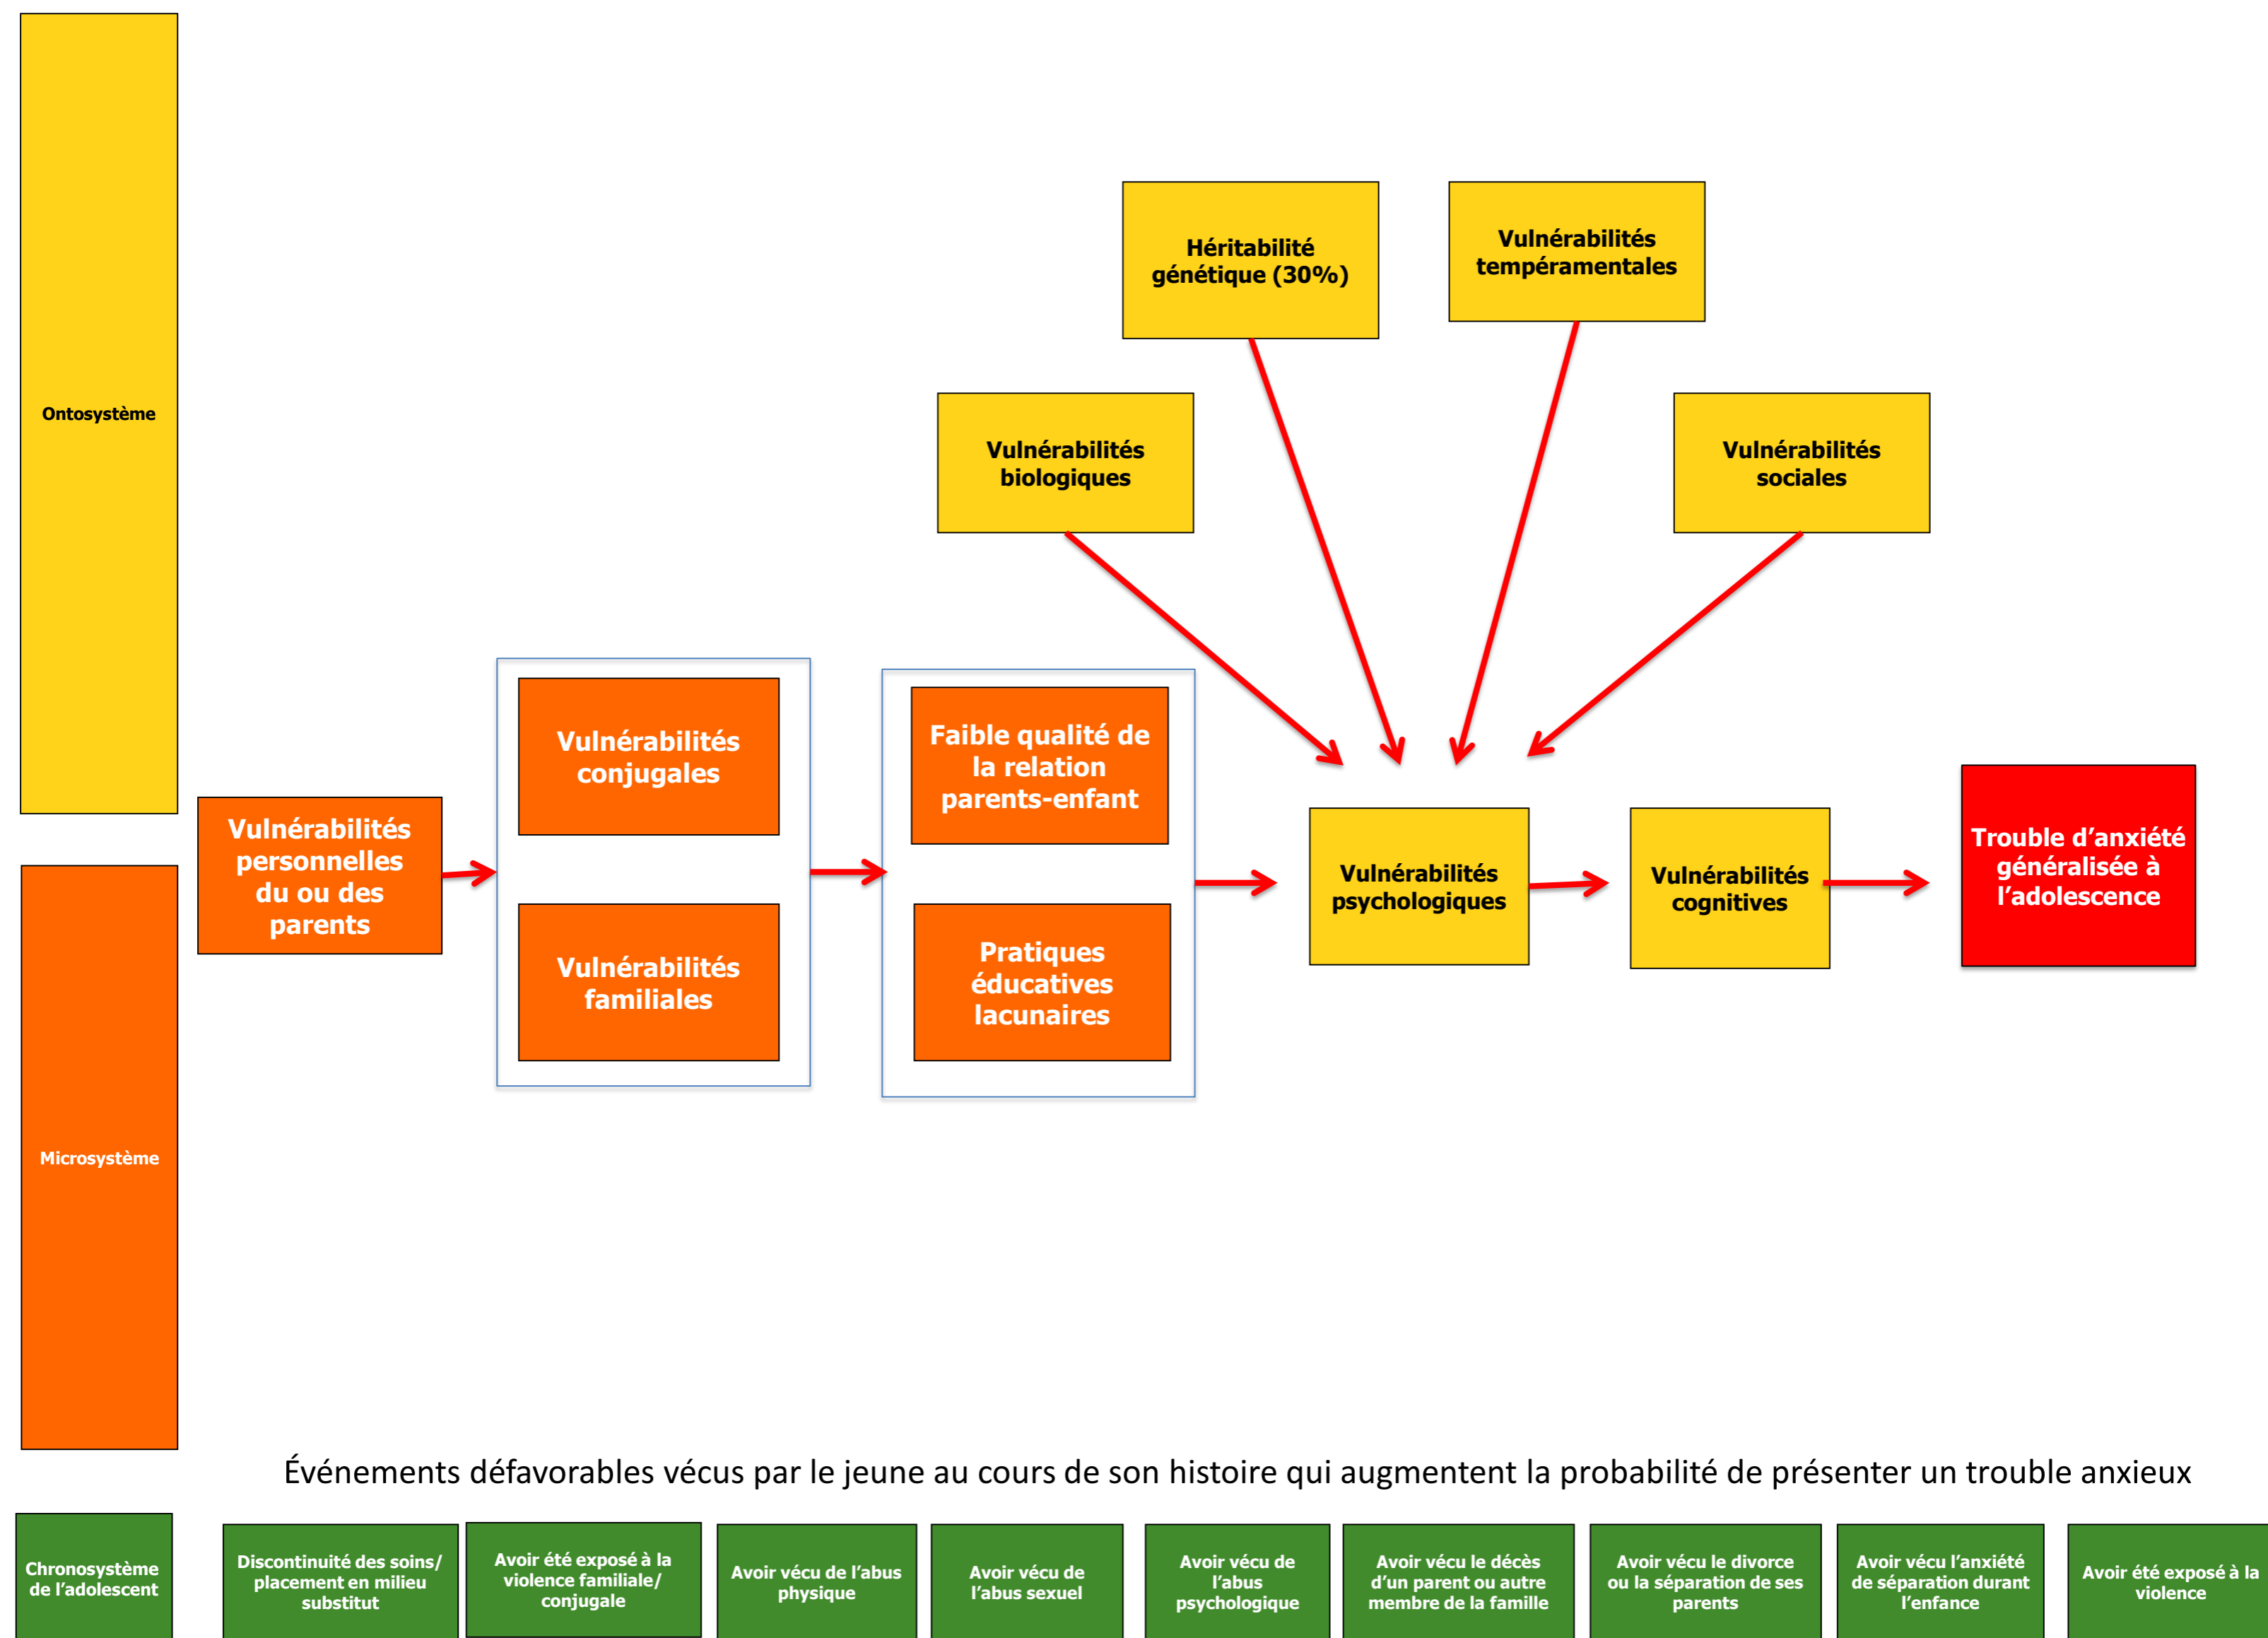 Héritabilité
génétique (30%)
Vulnérabilités
tempéramentales
Ontosystème
Vulnérabilités
biologiques
Vulnérabilités
sociales
Vulnérabilités
personnelles
du ou des
parents
Vulnérabilités
conjugales
Vulnérabilités
familiales
Faible qualité de
la relation
parents-enfant
Pratiques
éducatives
lacunaires
Vulnérabilités
psychologiques
Vulnérabilités
cognitives
Trouble d’anxiété
généralisée à
l’adolescence
Microsystème
Événements défavorables vécus par le jeune au cours de son histoire qui augmentent la probabilité de présenter un trouble anxieux
Chronosystème
de l’adolescent
Discontinuité des soins/
placement en milieu
substitut
Avoir été exposé à la
violence familiale/
conjugale
Avoir vécu de l’abus
physique
Avoir vécu de
l’abus sexuel
Avoir vécu de
l’abus
psychologique
Avoir vécu le décès
d’un parent ou autre
membre de la famille
Avoir vécu le divorce
ou la séparation de ses
parents
Avoir vécu l’anxiété
de séparation durant
l’enfance
Avoir été exposé à la
violence